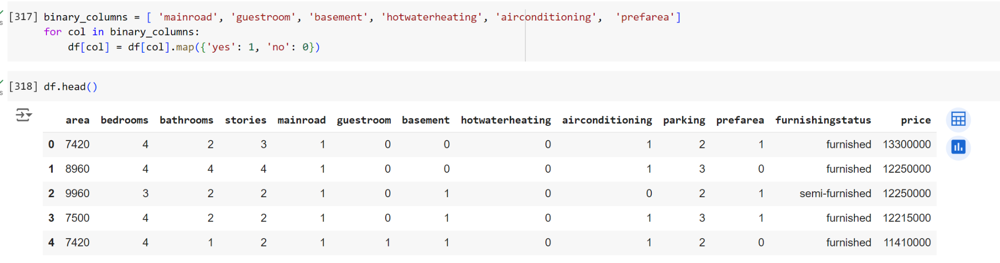 [317] binary_columns = [ 'mainroad', 'guestroom', 'basement', 'hotwaterheating', 'airconditioning',  'prefarea']
for col in binary_columns:
    df[col] = df[col].map({'yes': 1, 'no': 0})
[318] df.head()
area bedrooms bathrooms stories mainroad guestroom basement hotwaterheating airconditioning parking prefarea furnishingstatus price
0 7420 4 2 3 1 0 0 0 1 2 1 furnished 13300000
1 8960 4 4 4 1 0 0 0 1 3 0 furnished 12250000
2 9960 3 2 2 1 0 1 0 0 2 1 semi-furnished 12250000
3 7500 4 2 2 1 0 1 0 1 3 1 furnished 12215000
4 7420 4 1 2 1 1 1 0 1 2 0 furnished 11410000